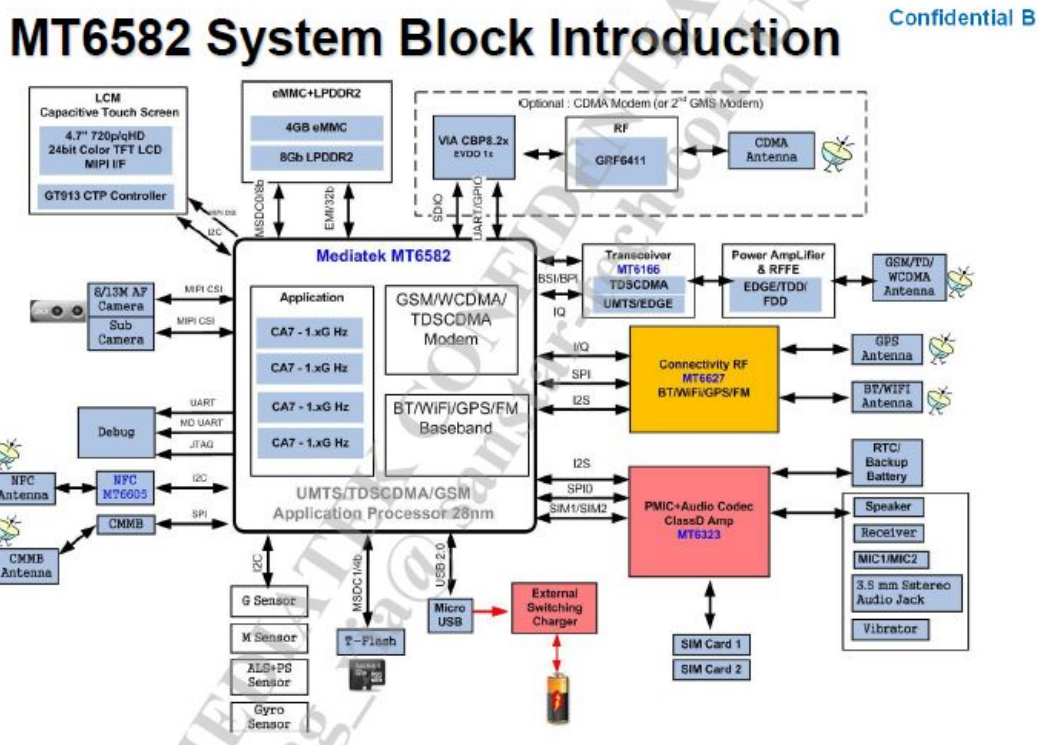 Confidential B
MT6582 System Block Introduction
LCM
Capacitive Touch Screen
4.7" 720p/qHD
24bit Color TFT LCD
MIPI I/F
GT913 CTP Controller
eMMC+LPDDR2
4GB eMMC
8Gb LPDDR2
Optional : CDMA Modem (or 2nd GMS Modem)
VIA CBP8.2x
EVDO 1x
RF
GRF6411
CDMA
Antenna
MIPI DSI
I2C
MSDC0/8b
EMI/32b
SDIO
UART/GPIO
Mediatek MT6582
Application
CA7 - 1.xG Hz
CA7 - 1.xG Hz
CA7 - 1.xG Hz
CA7 - 1.xG Hz
GSM/WCDMA/
TDSCDMA
Modem
BT/WiFi/GPS/FM
Baseband
UMTS/TDSCDMA/GSM
Application Processor 28nm
BSI/BPI
IQ
Transceiver
MT6166
TDSCDMA
UMTS/EDGE
Power AmpLifier
& RFFE
EDGE/TDD/
FDD
GSM/TD/
WCDMA
Antenna
8/13M AF
Camera
Sub
Camera
MIPI CSI
MIPI CSI
I/Q
SPI
I2S
Connectivity RF
MT6627
BT/WiFi/GPS/FM
GPS
Antenna
BT/WIFI
Antenna
Debug
UART
MD UART
JTAG
NFC
Antenna
NFC
MT6605
I2C
CMMB
SPI
CMMB
Antenna
I2S
SPI0
SIM1/SIM2
PMIC+Audio Codec
ClassD Amp
MT6323
RTC/
Backup
Battery
Speaker
Receiver
MIC1/MIC2
3.5 mm Sstereo
Audio Jack
Vibrator
I2C
G Sensor
M Sensor
ALS+PS
Sensor
Gyro
Sensor
MSDC1/4b
T-Flash
USB 2.0
Micro
USB
External
Switching
Charger
SIM Card 1
SIM Card 2
MEDIATEK CONFIDENTIAL